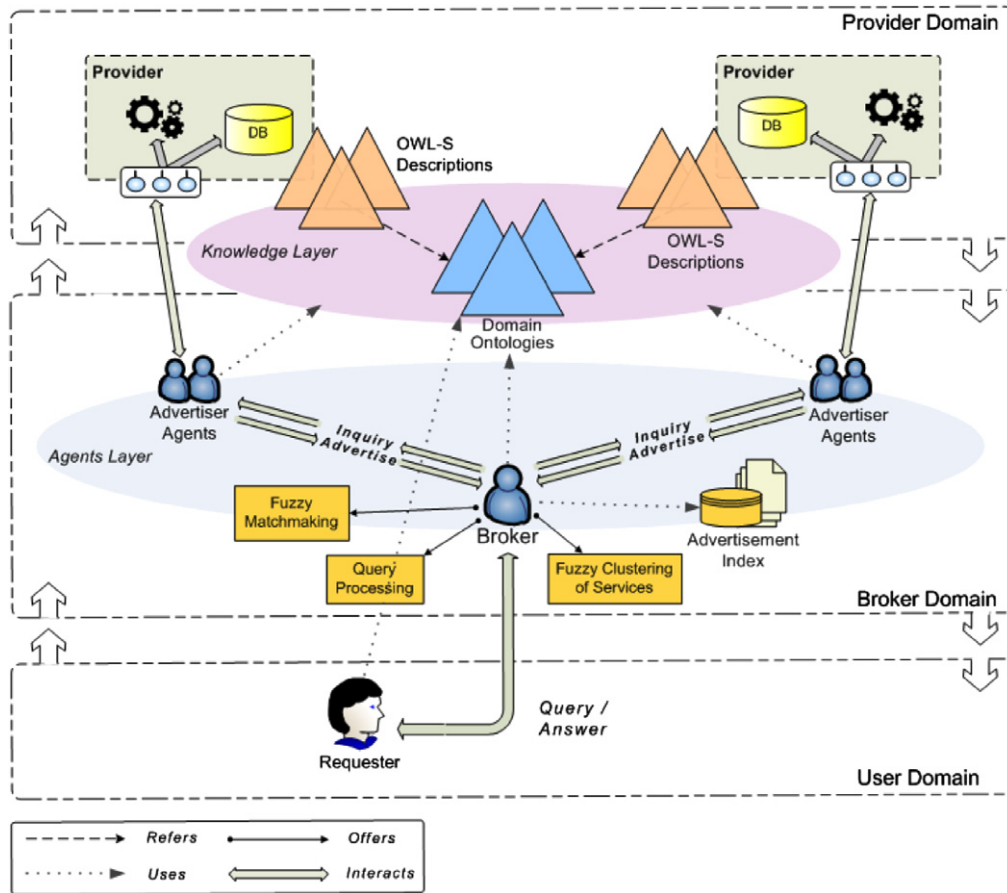 Provider Domain
Provider
DB
OWL-S
Descriptions
Provider
DB
OWL-S
Descriptions
Knowledge Layer
Domain
Ontologies
Advertiser
Agents
Advertiser
Agents
Inquiry
Advertise
Inquiry
Advertise
Agents Layer
Fuzzy
Matchmaking
Broker
Advertisement
Index
Query
Processing
Fuzzy Clustering
of Services
Broker Domain
Query /
Answer
Requester
User Domain
Refers
Offers
Uses
Interacts